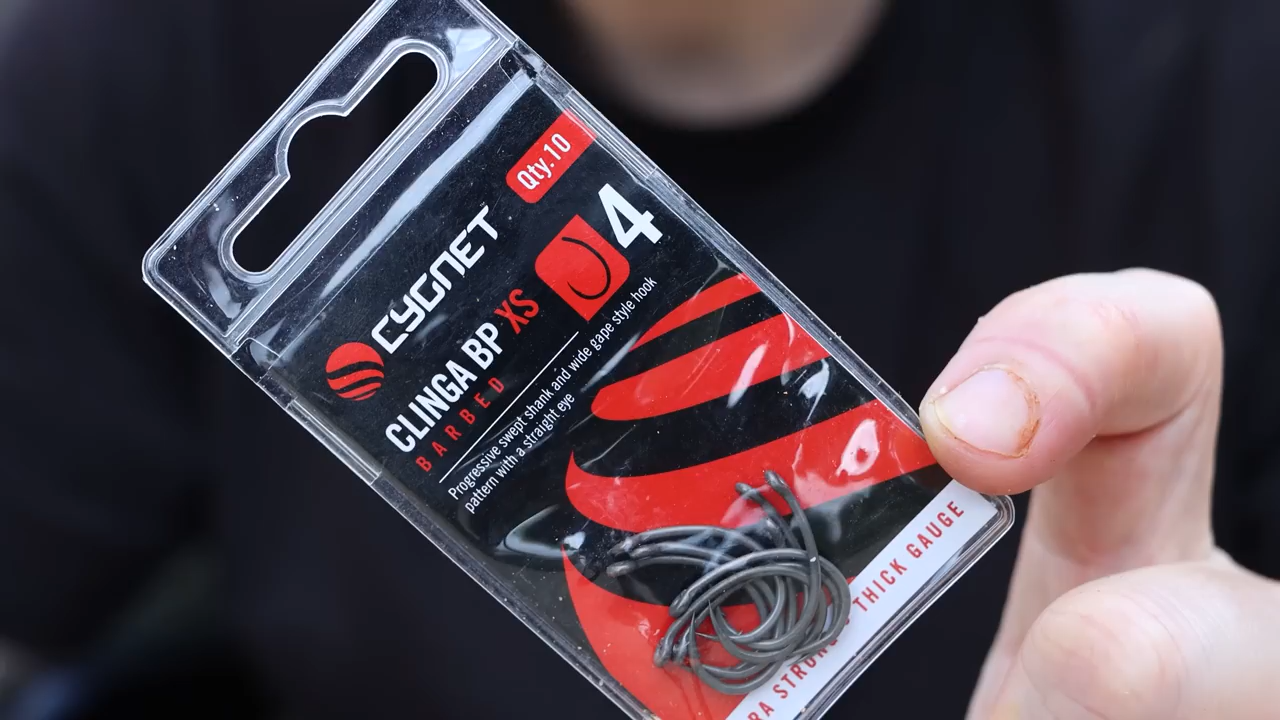 Qty.10
4
CYGNET
CLINGA BP XS
BARBED
Progressive swept shank and wide gape style hook
pattern with a straight eye
THICK GAUGE